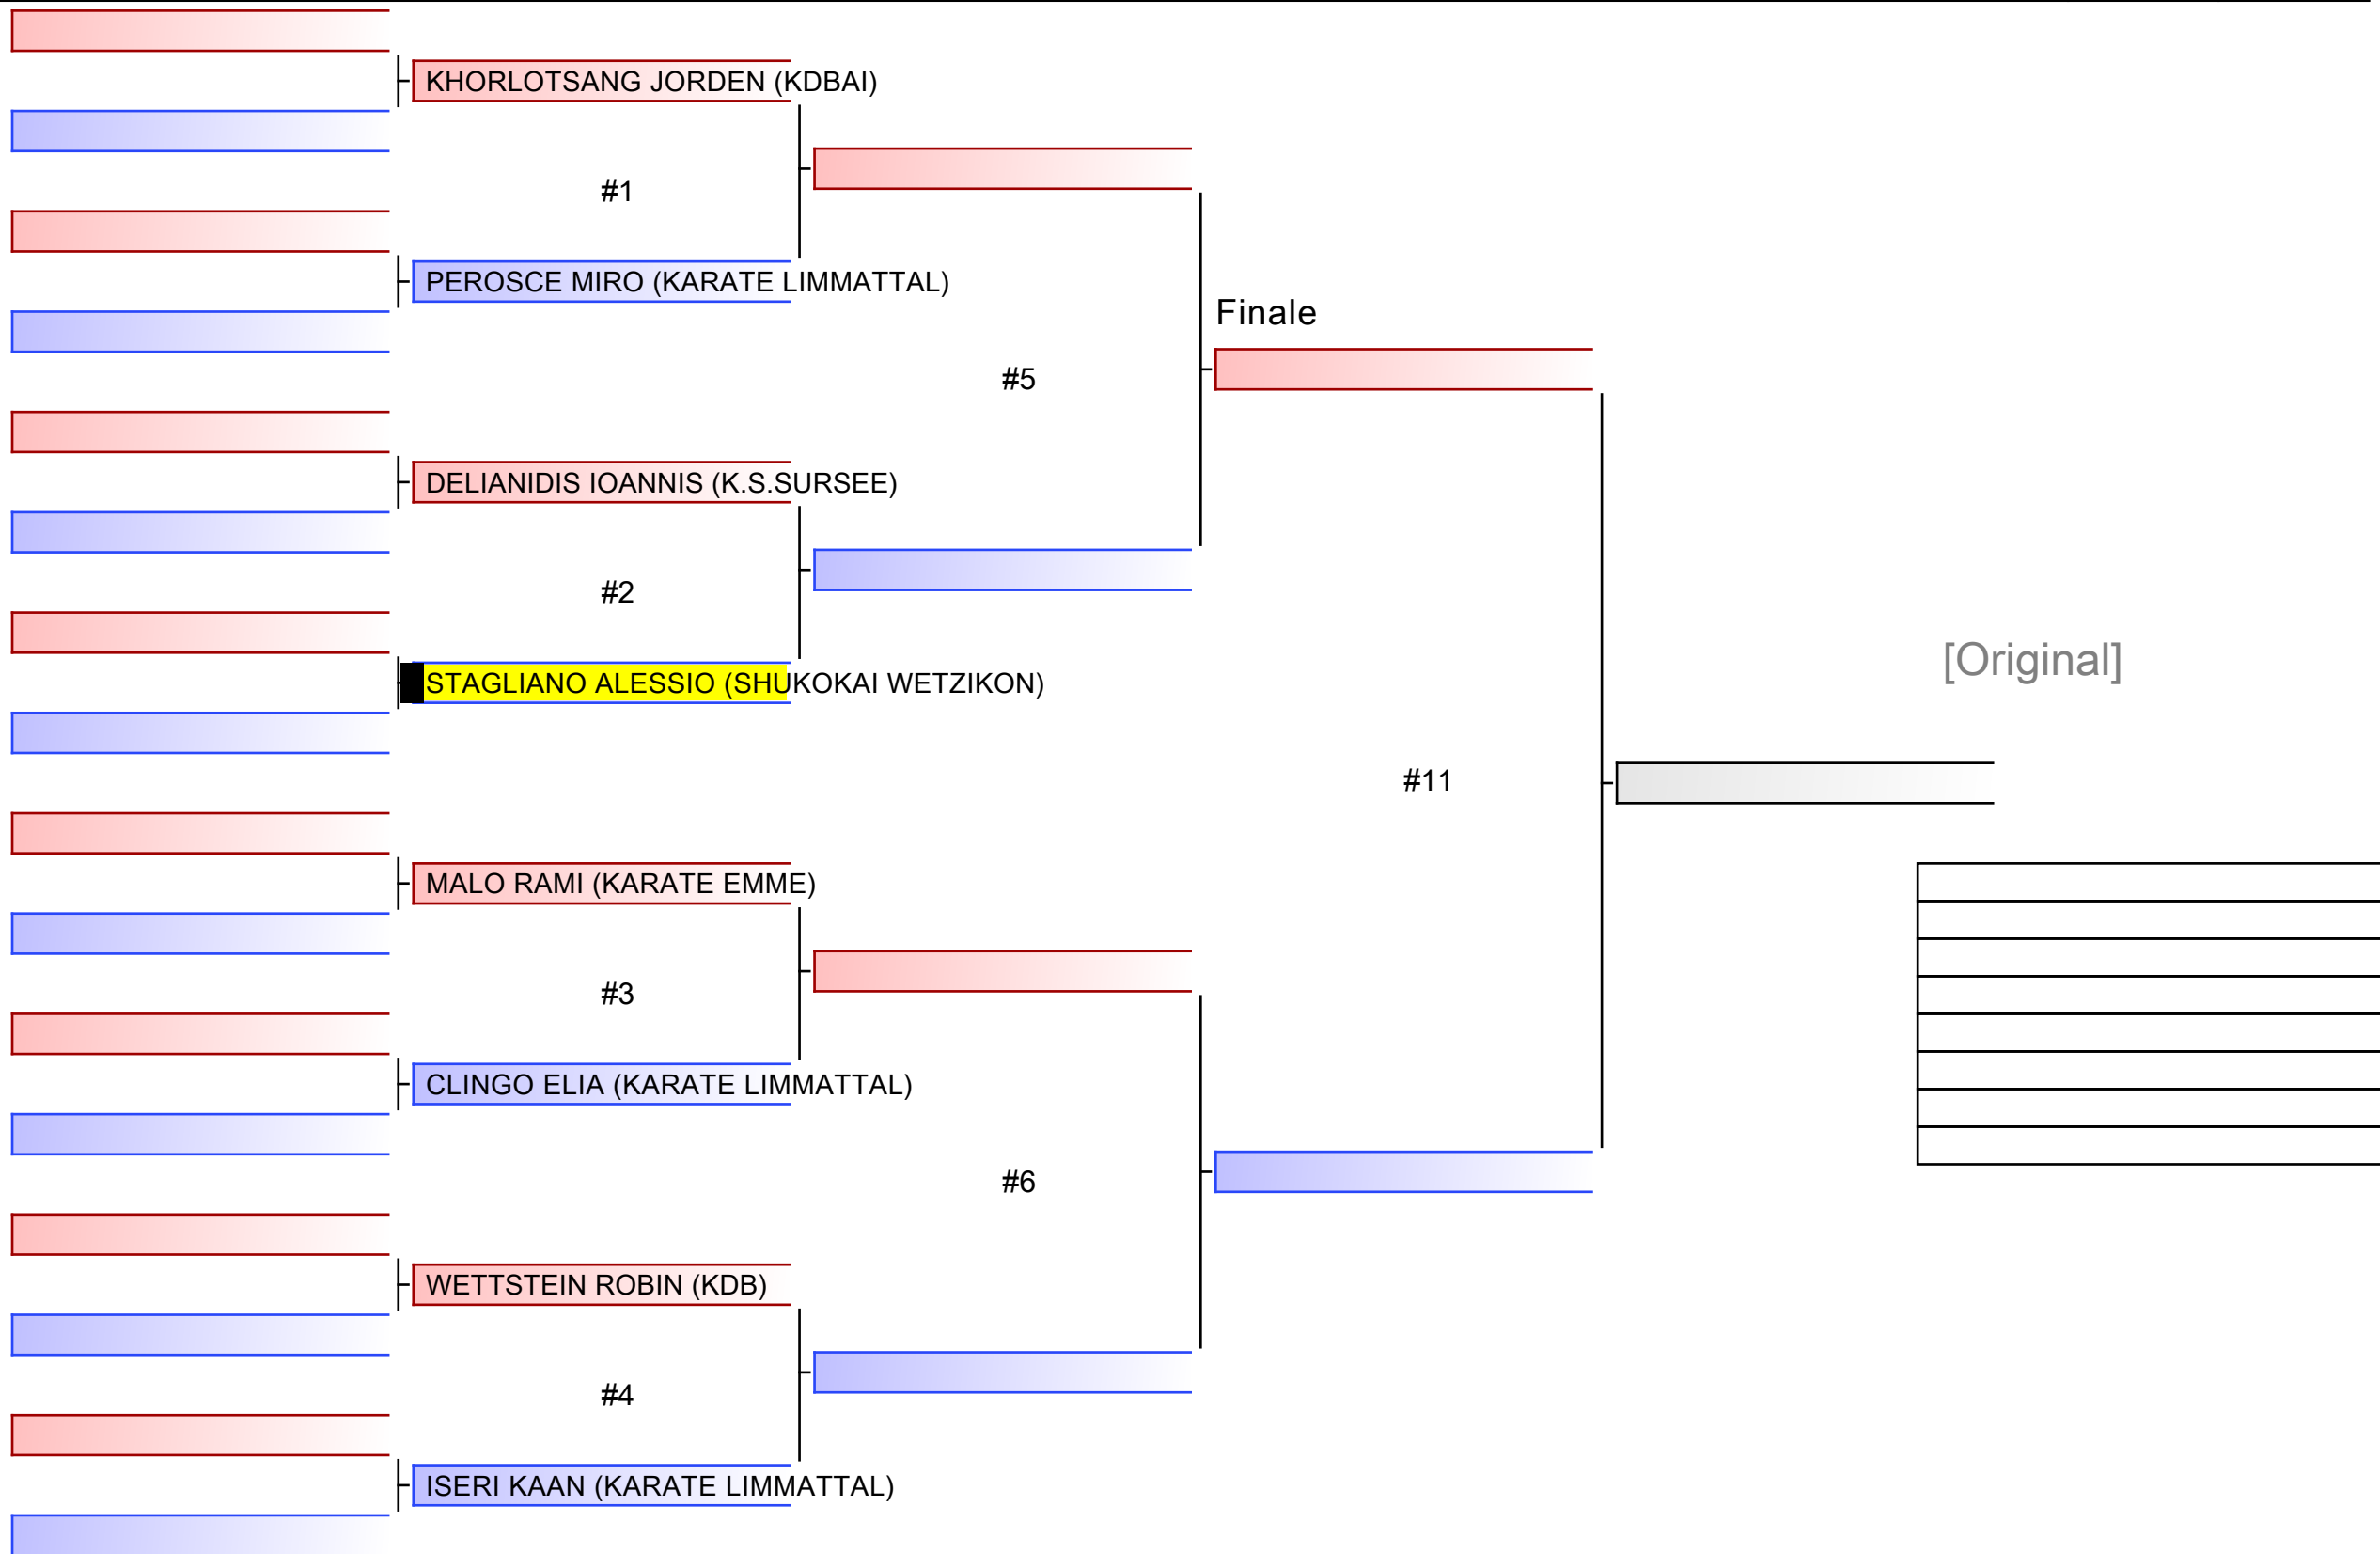 KHORLOTSANG JORDEN (KDBAI)
#1
PEROSCE MIRO (KARATE LIMMATTAL)
Finale
#5
DELIANIDIS IOANNIS (K.S.SURSEE)
#2
[Original]
STAGLIANO ALESSIO (SHUKOKAI WETZIKON)
#11
MALO RAMI (KARATE EMME)
#3
CLINGO ELIA (KARATE LIMMATTAL)
#6
WETTSTEIN ROBIN (KDB)
#4
ISERI KAAN (KARATE LIMMATTAL)